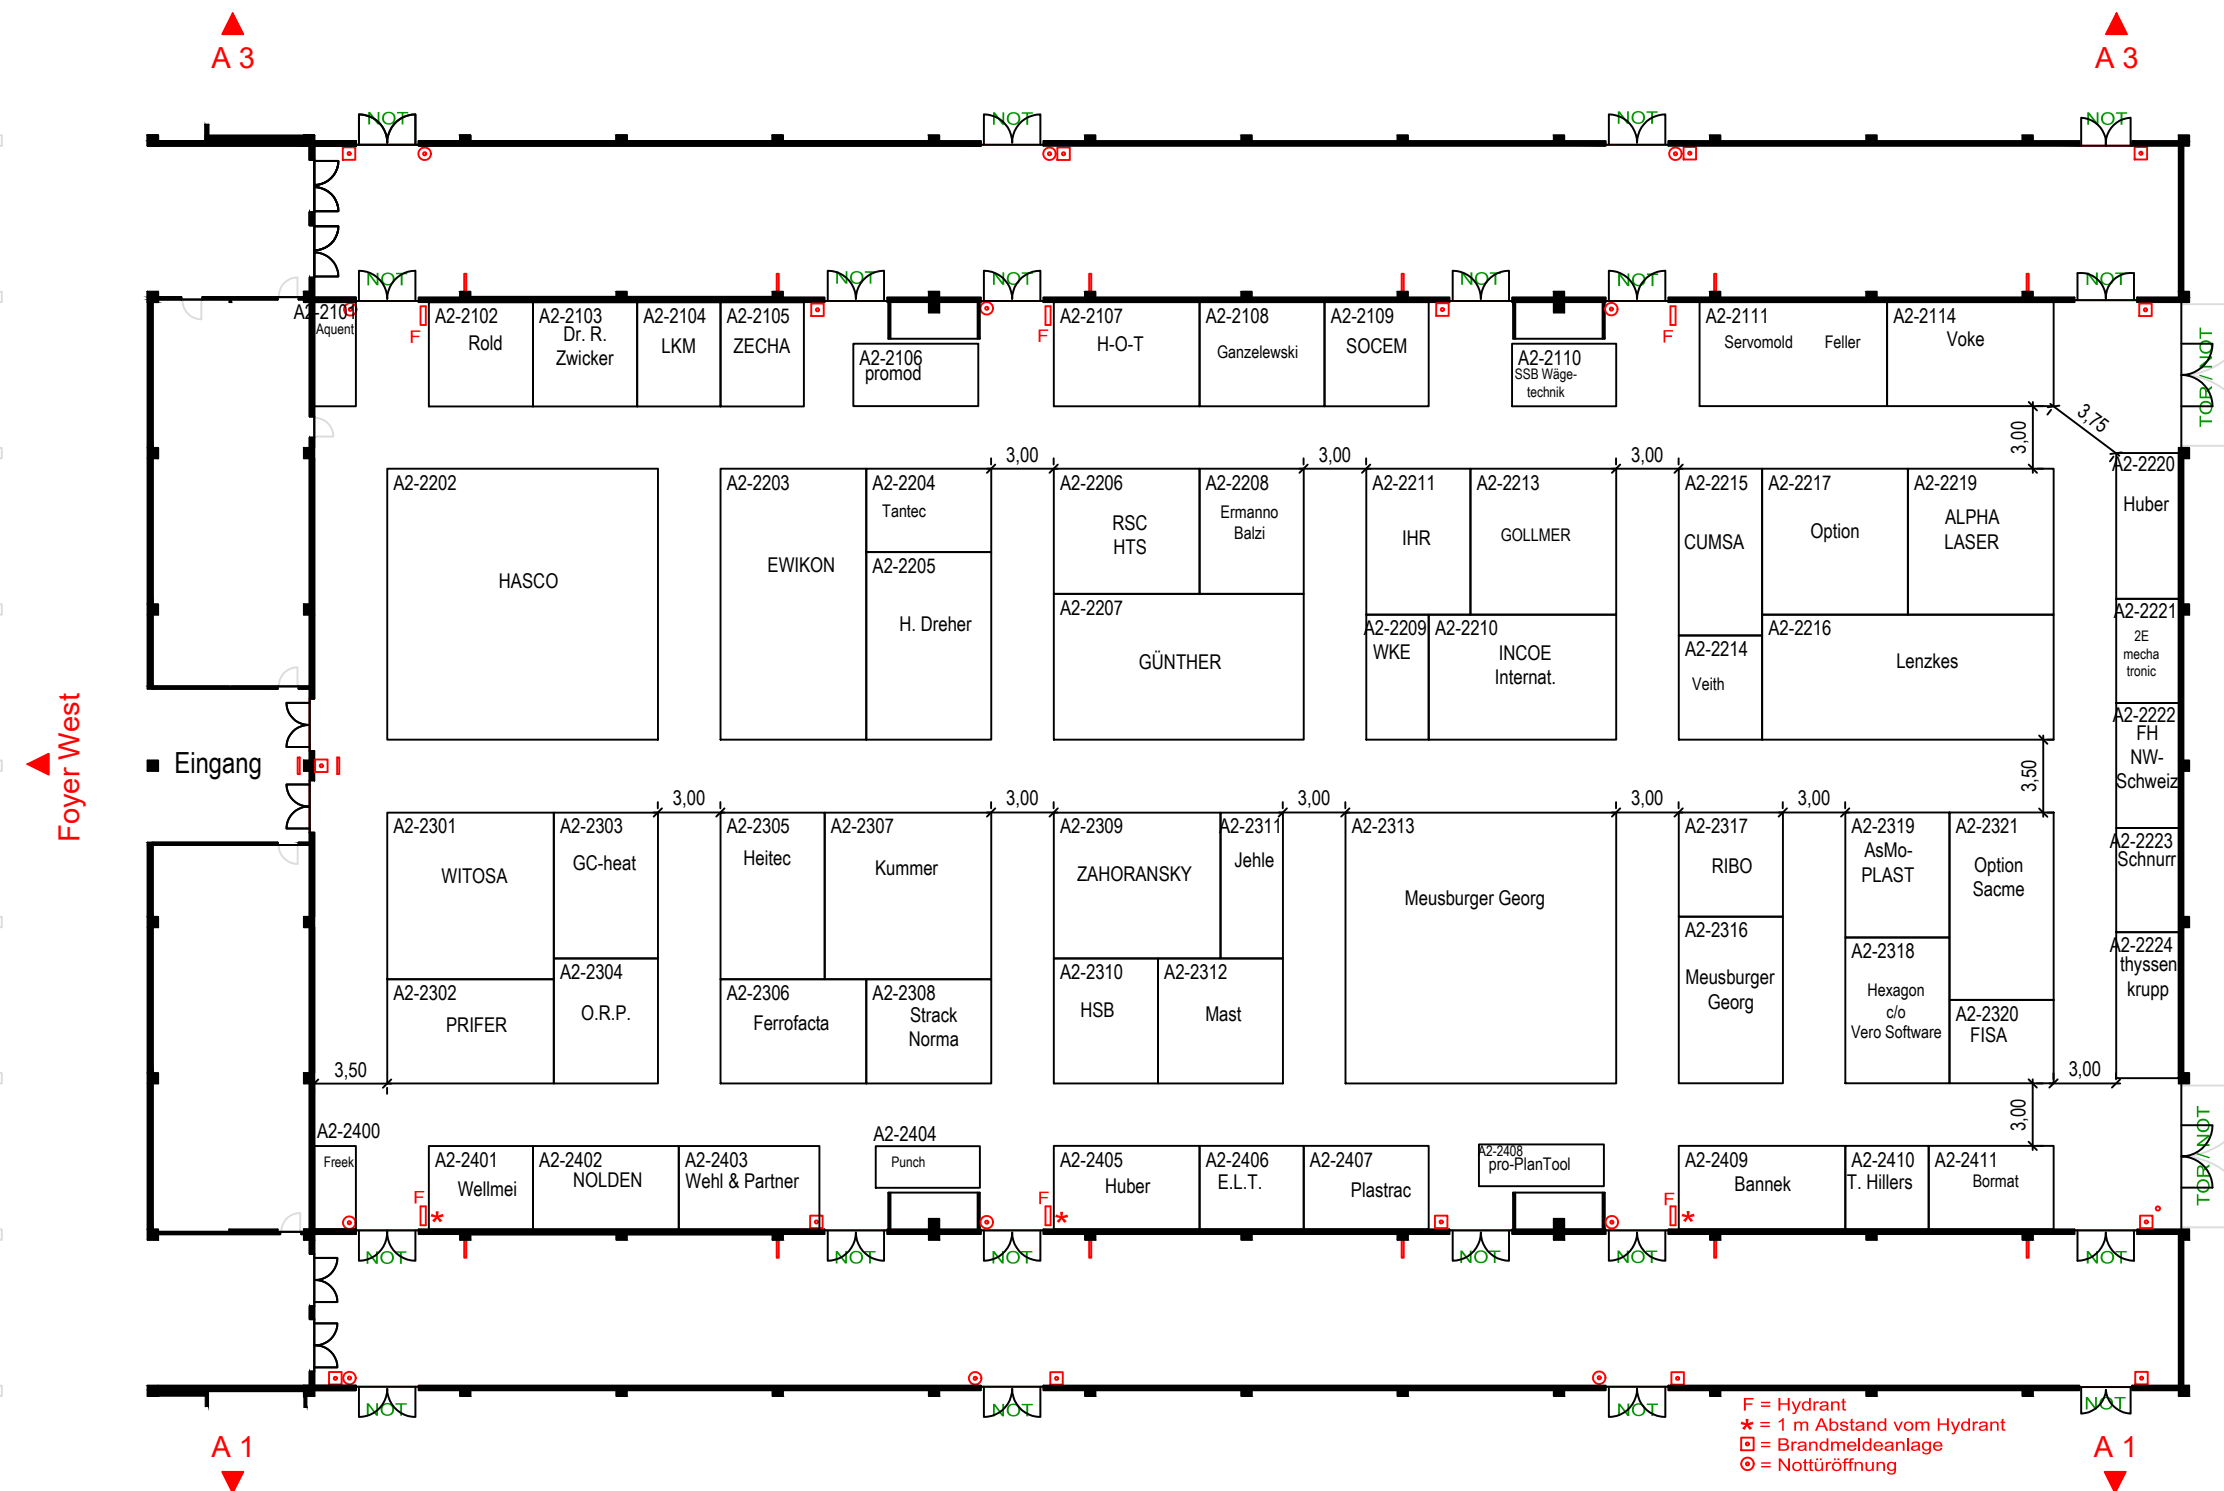 A 3
A 3
NOT
NOT
NOT
NOT
NOT
NOT
NOT
NOT
NOT
NOT
A2-2101
Aquent
F
A2-2102
Rold
A2-2103
Dr. R.
Zwicker
A2-2104
LKM
A2-2105
ZECHA
A2-2106
promod
F
A2-2107
H-O-T
A2-2108
Ganzelewski
A2-2109
SOCEM
A2-2110
SSB Wäge-
technik
F
A2-2111
Servomold
Feller
A2-2114
Voke
TOR / NOT
3,75
3,00
3,00
3,00
3,00
A2-2202
HASCO
A2-2203
EWIKON
A2-2204
Tantec
A2-2205
H. Dreher
A2-2206
RSC
HTS
A2-2208
Ermanno
Balzi
A2-2207
GÜNTHER
A2-2211
IHR
A2-2213
GOLLMER
A2-2209
WKE
A2-2210
INCOE
Internat.
A2-2215
CUMSA
A2-2217
Option
A2-2219
ALPHA
LASER
A2-2214
Veith
A2-2216
Lenzkes
A2-2220
Huber
A2-2221
2E
mecha
tronic
A2-2222
FH
NW-
Schweiz
A2-2223
Schnurr
A2-2224
thyssen
krupp
Foyer West
Eingang
3,50
3,00
3,00
3,00
3,00
3,00
A2-2301
WITOSA
A2-2303
GC-heat
A2-2302
PRIFER
A2-2304
O.R.P.
A2-2305
Heitec
A2-2307
Kummer
A2-2306
Ferrofacta
A2-2308
Strack
Norma
A2-2309
ZAHORANSKY
A2-2311
Jehle
A2-2310
HSB
A2-2312
Mast
A2-2313
Meusburger Georg
A2-2317
RIBO
A2-2316
Meusburger
Georg
A2-2319
AsMo-
PLAST
A2-2321
Option
Sacme
A2-2318
Hexagon
c/o
Vero Software
A2-2320
FISA
3,50
3,00
3,00
A2-2400
Freek
F
*
A2-2401
Wellmei
A2-2402
NOLDEN
A2-2403
Wehl & Partner
A2-2404
Punch
F
*
A2-2405
Huber
A2-2406
E.L.T.
A2-2407
Plastrac
A2-2408
pro-PlanTool
F
*
A2-2409
Bannek
A2-2410
T. Hillers
A2-2411
Bormat
TOR / NOT
NOT
NOT
NOT
NOT
NOT
NOT
NOT
NOT
NOT
NOT
F = Hydrant
* = 1 m Abstand vom Hydrant
= Brandmeldeanlage
= Nottüröffnung
A 1
A 1